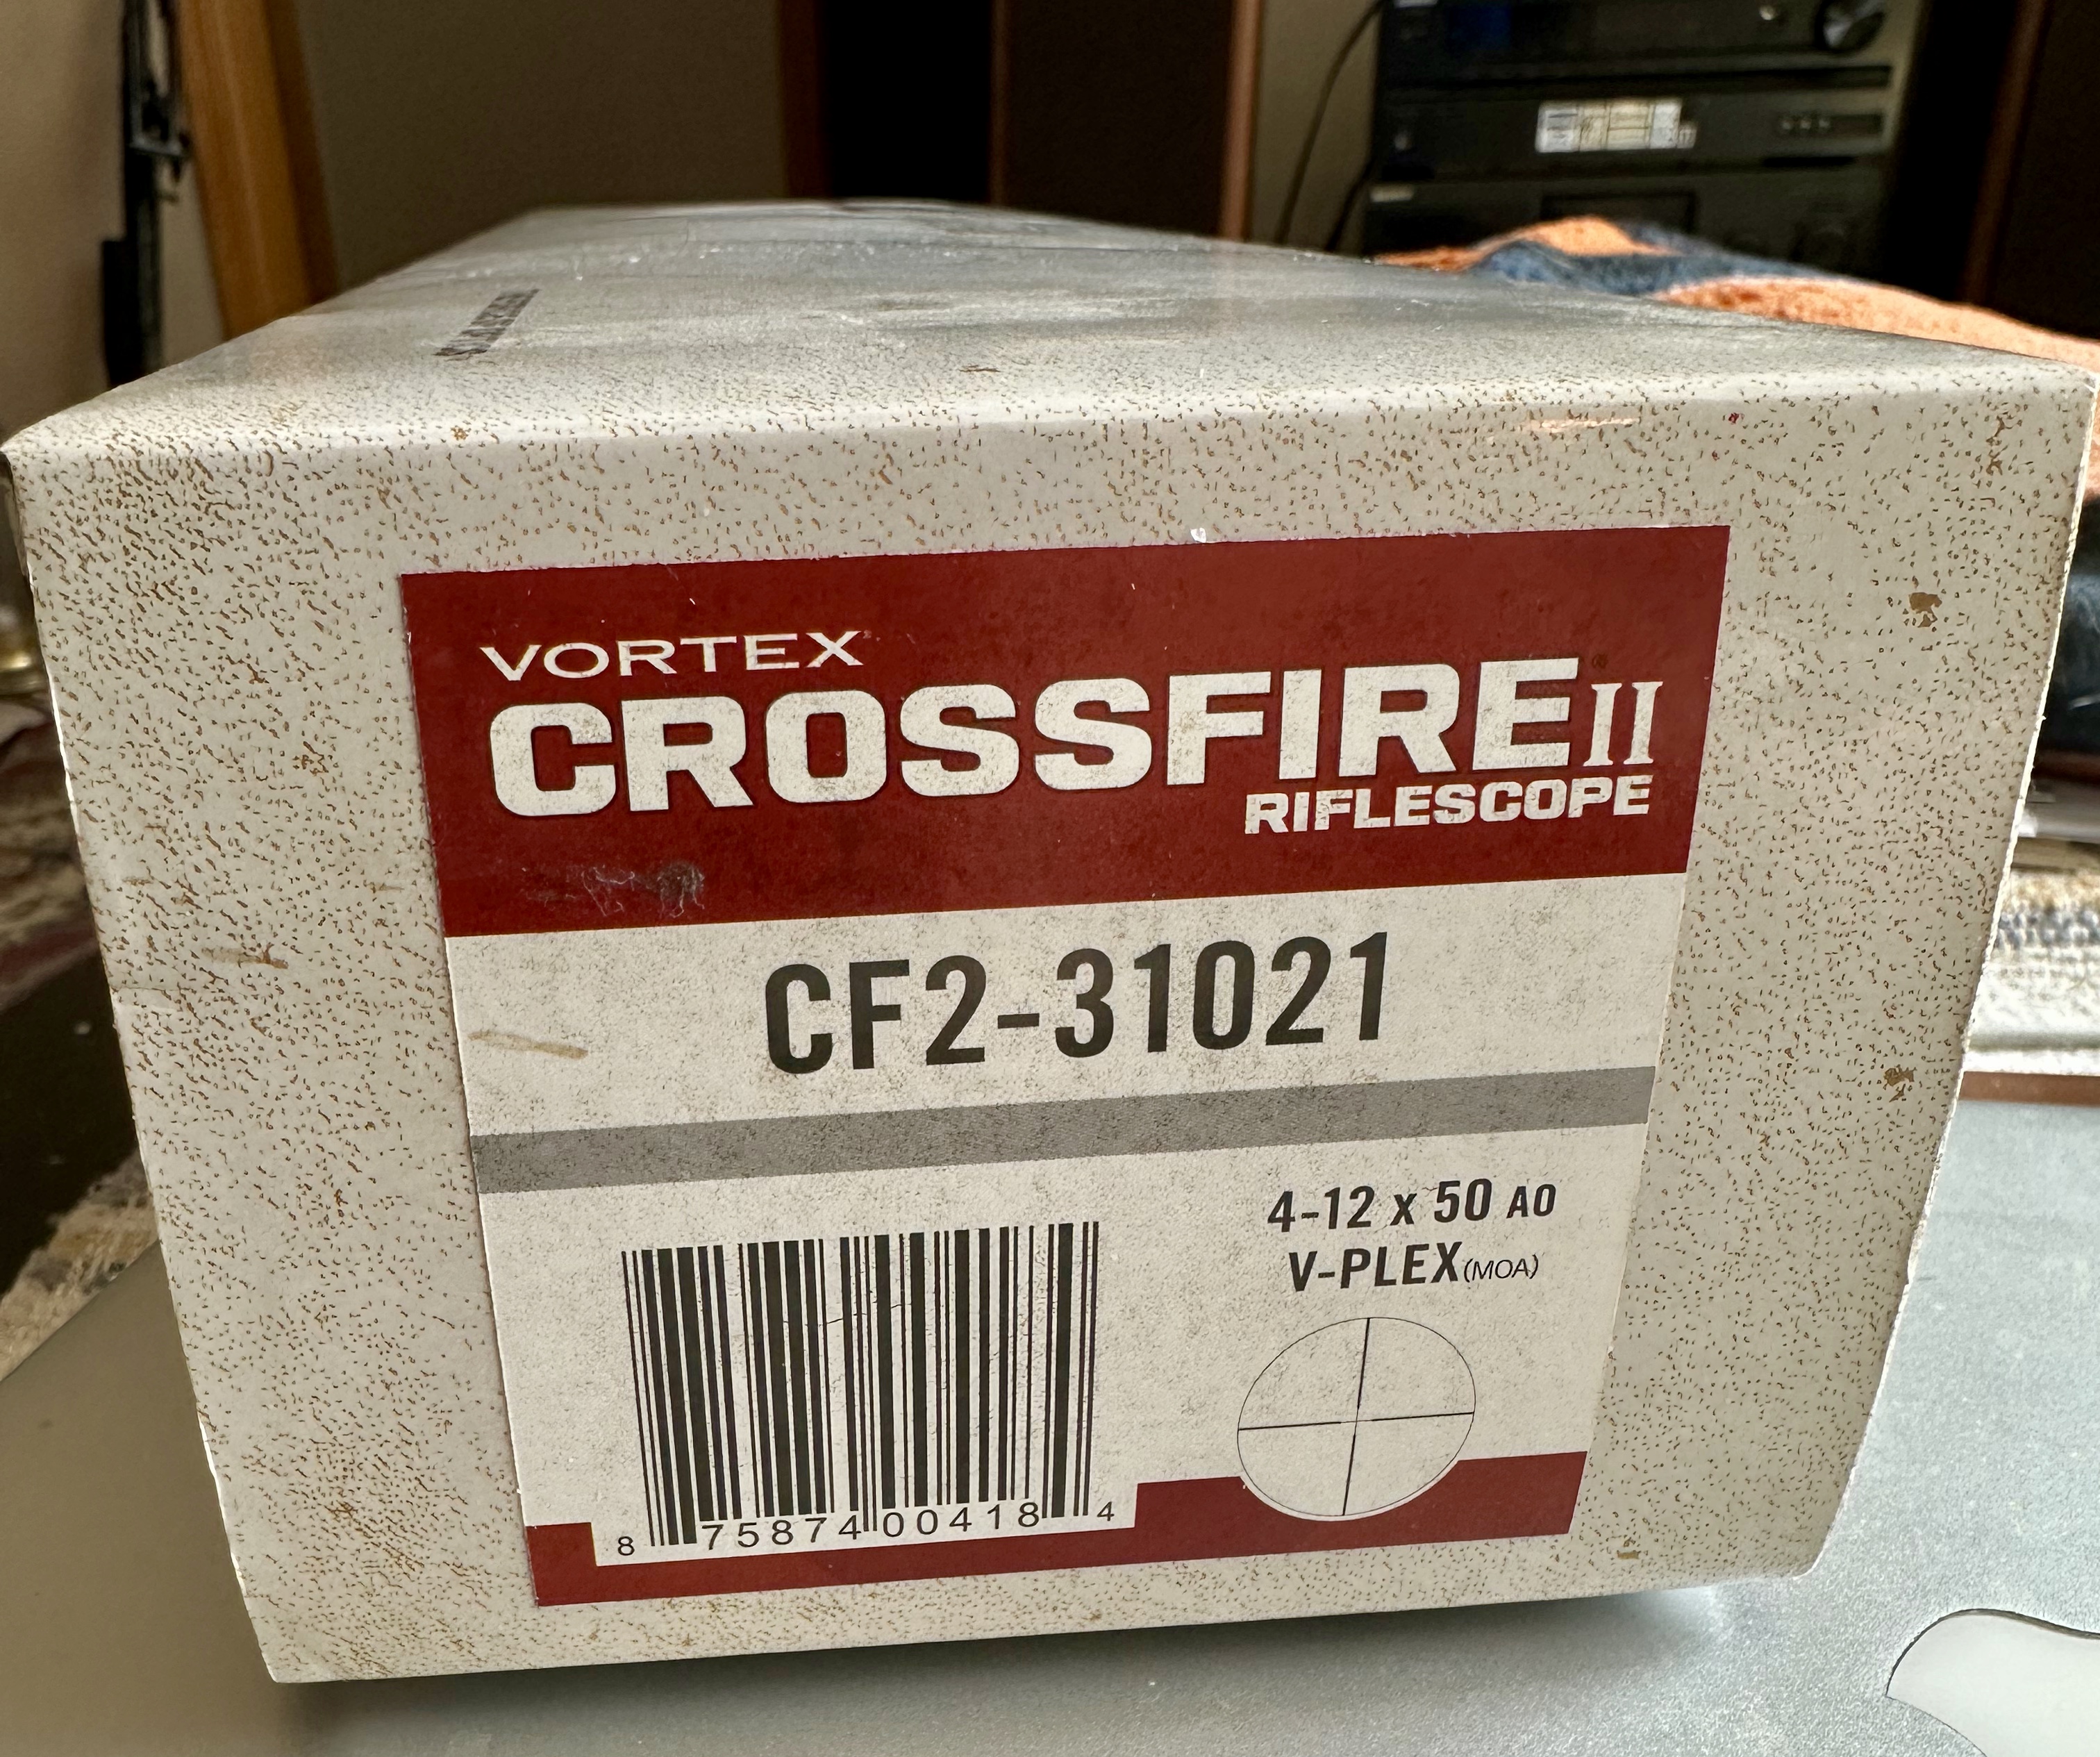 VORTEX
CROSSFIRE II
RIFLESCOPE
CF2-31021
4-12 x 50 AO
V-PLEX(MOA)
8 75874 00418 4